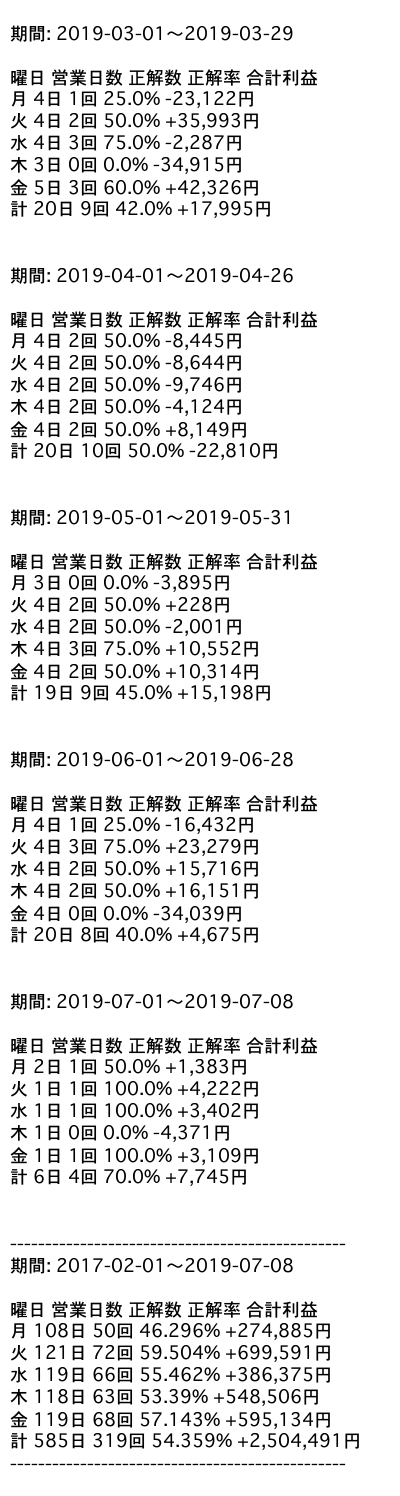 期間: 2019-03-01～2019-03-29
曜日 営業日数 正解数 正解率 合計利益
月 4日 1回 25.0% -23,122円
火 4日 2回 50.0% +35,993円
水 4日 3回 75.0% -2,287円
木 3日 0回 0.0% -34,915円
金 5日 3回 60.0% +42,326円
計 20日 9回 42.0% +17,995円
期間: 2019-04-01～2019-04-26
曜日 営業日数 正解数 正解率 合計利益
月 4日 2回 50.0% -8,445円
火 4日 2回 50.0% -8,644円
水 4日 2回 50.0% -9,746円
木 4日 2回 50.0% -4,124円
金 4日 2回 50.0% +8,149円
計 20日 10回 50.0% -22,810円
期間: 2019-05-01～2019-05-31
曜日 営業日数 正解数 正解率 合計利益
月 3日 0回 0.0% -3,895円
火 4日 2回 50.0% +228円
水 4日 2回 50.0% -2,001円
木 4日 3回 75.0% +10,552円
金 4日 2回 50.0% +10,314円
計 19日 9回 45.0% +15,198円
期間: 2019-06-01～2019-06-28
曜日 営業日数 正解数 正解率 合計利益
月 4日 1回 25.0% -16,432円
火 4日 3回 75.0% +23,279円
水 4日 2回 50.0% +15,716円
木 4日 2回 50.0% +16,151円
金 4日 0回 0.0% -34,039円
計 20日 8回 40.0% +4,675円
期間: 2019-07-01～2019-07-08
曜日 営業日数 正解数 正解率 合計利益
月 2日 1回 50.0% +1,383円
火 1日 1回 100.0% +4,222円
水 1日 1回 100.0% +3,402円
木 1日 0回 0.0% -4,371円
金 1日 1回 100.0% +3,109円
計 6日 4回 70.0% +7,745円
------------------------------------------------
期間: 2017-02-01～2019-07-08
曜日 営業日数 正解数 正解率 合計利益
月 108日 50回 46.296% +274,885円
火 121日 72回 59.504% +699,591円
水 119日 66回 55.462% +386,375円
木 118日 63回 53.39% +548,506円
金 119日 68回 57.143% +595,134円
計 585日 319回 54.359% +2,504,491円
------------------------------------------------